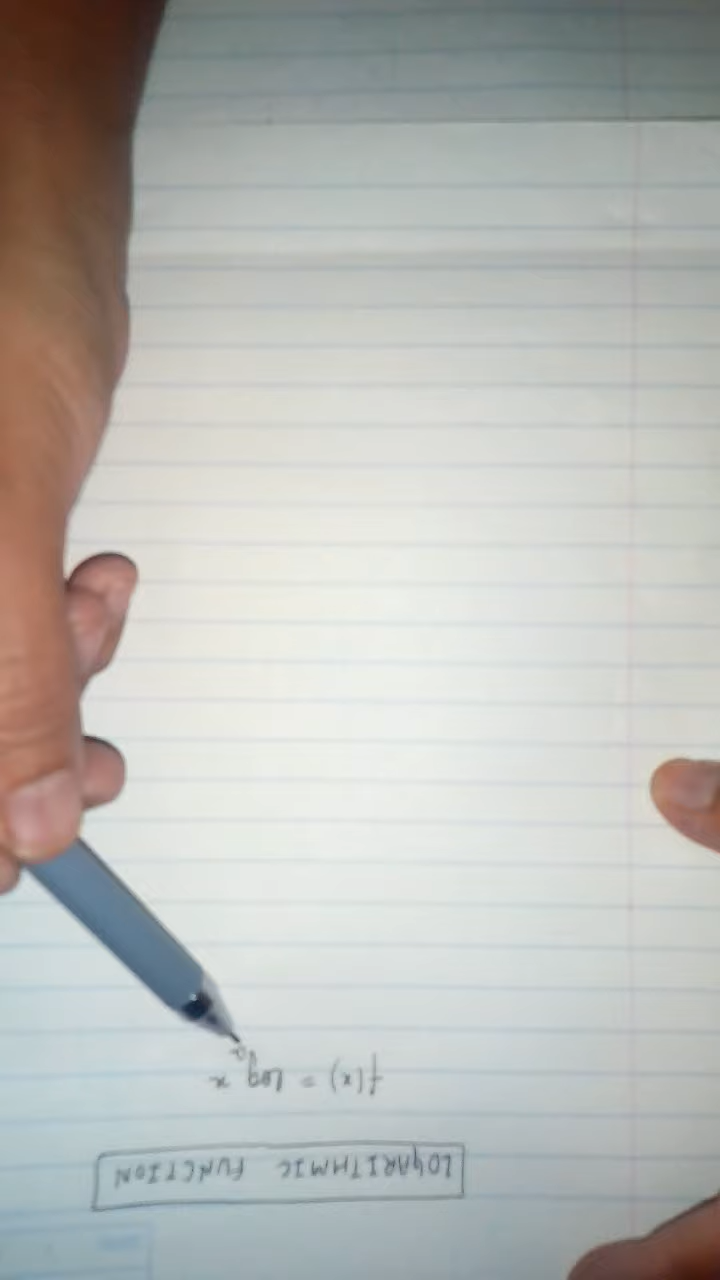 LOGARITHMIC FUNCTION
f(x) = log_a x